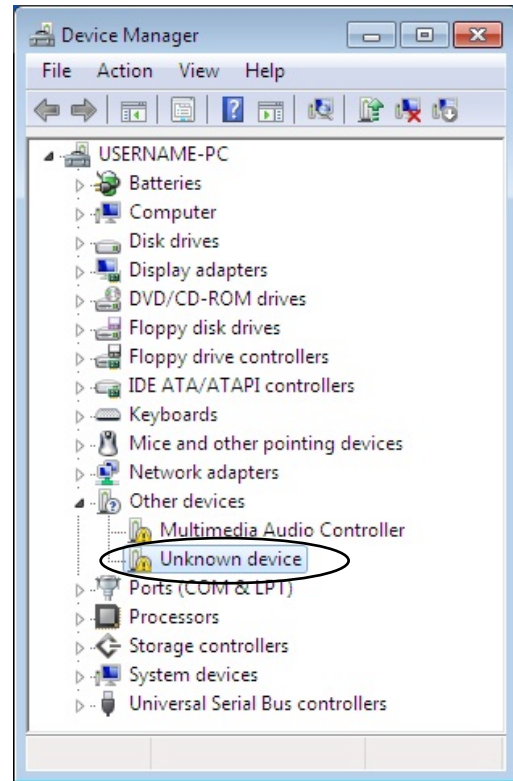 Device Manager
File Action View Help
USERNAME-PC
Batteries
Computer
Disk drives
Display adapters
DVD/CD-ROM drives
Floppy disk drives
Floppy drive controllers
IDE ATA/ATAPI controllers
Keyboards
Mice and other pointing devices
Network adapters
Other devices
Multimedia Audio Controller
Unknown device
Ports (COM & LPT)
Processors
Storage controllers
System devices
Universal Serial Bus controllers